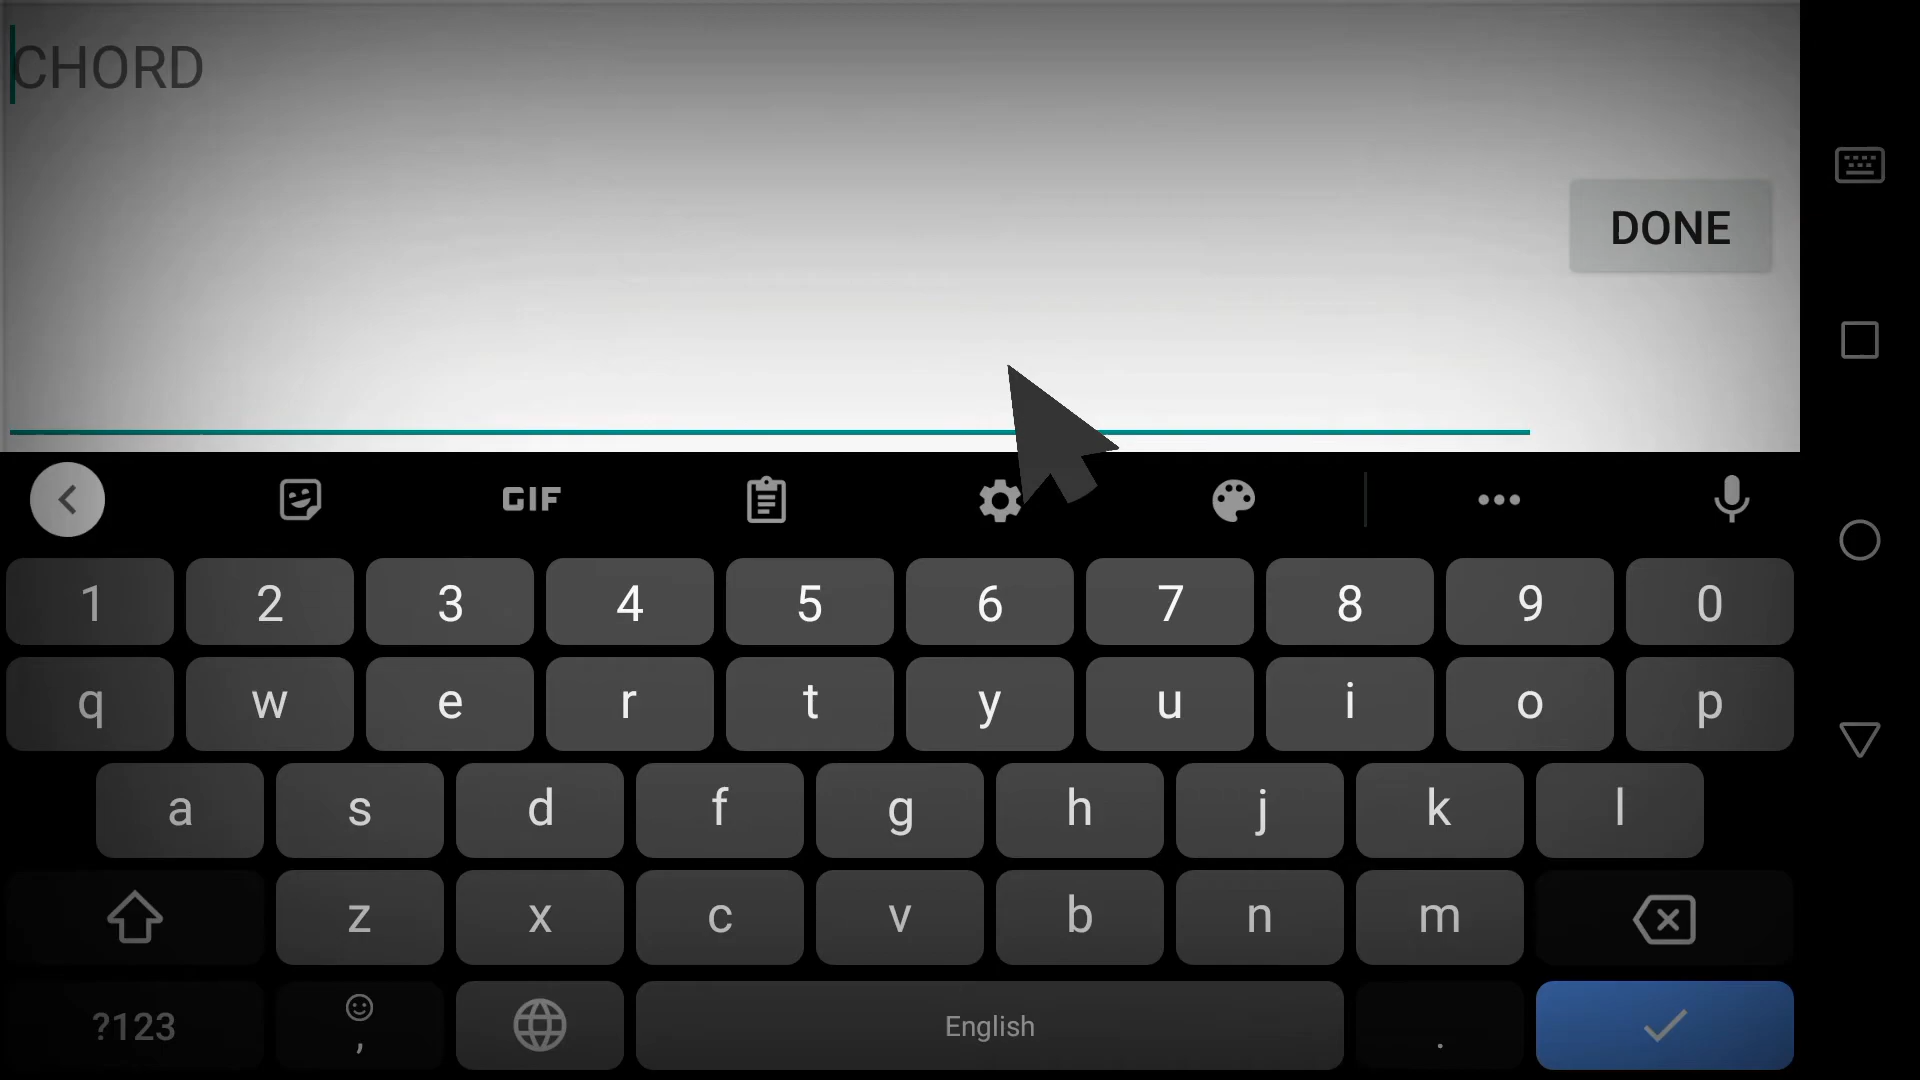 CHORD
DONE
GIF
1 2 3 4 5 6 7 8 9 0
q w e r t y u i o p
a s d f g h j k l
z x c v b n m
?123 , English .